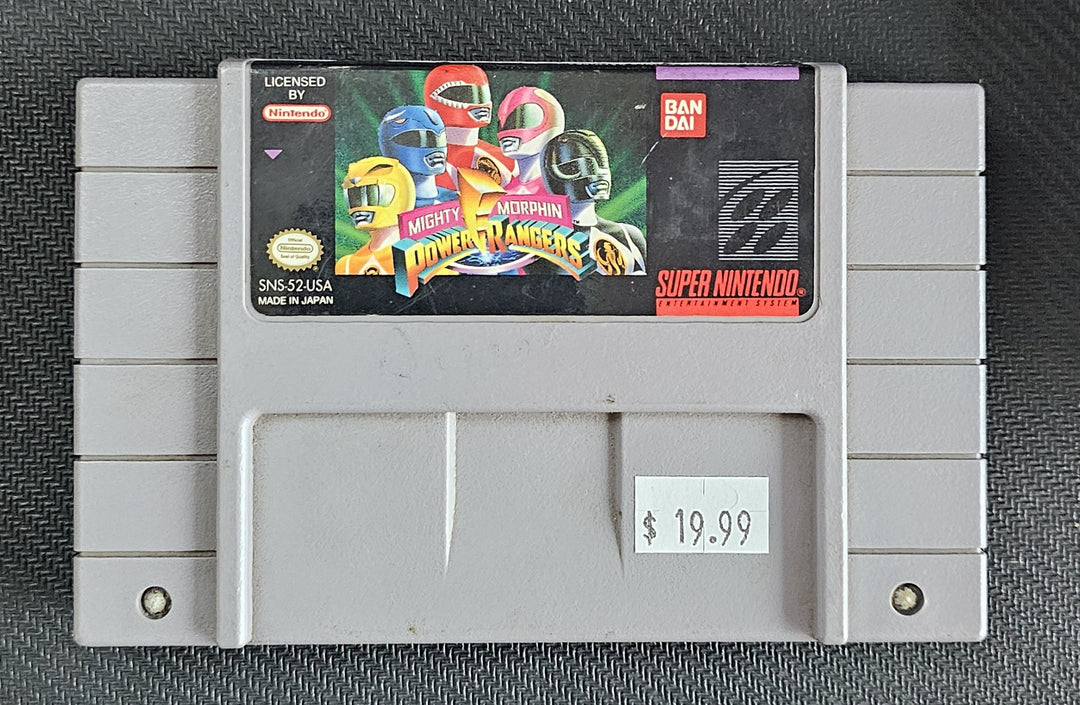 LICENSED
BY
Nintendo
BAN
DAI
MIGHTY MORPHIN
POWER RANGERS
Official
Nintendo
Seal of Quality
SNS-52-USA
MADE IN JAPAN
SUPER NINTENDO
ENTERTAINMENT SYSTEM
$ 19.99